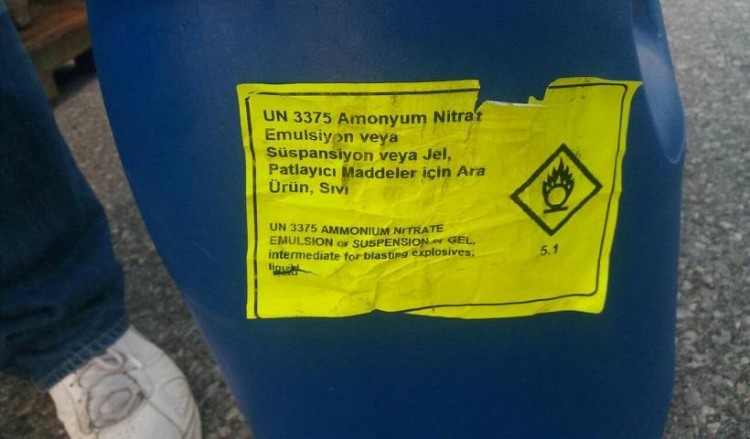 UN 3375 Amonyum Nitrat
Emulsiyon veya
Süspansiyon veya Jel,
Patlayıcı Maddeler için Ara
Ürün, Sıvı
UN 3375 AMMONIUM NITRATE
EMULSION or SUSPENSION or GEL,
intermediate for blasting explosives,
liquid
5.1